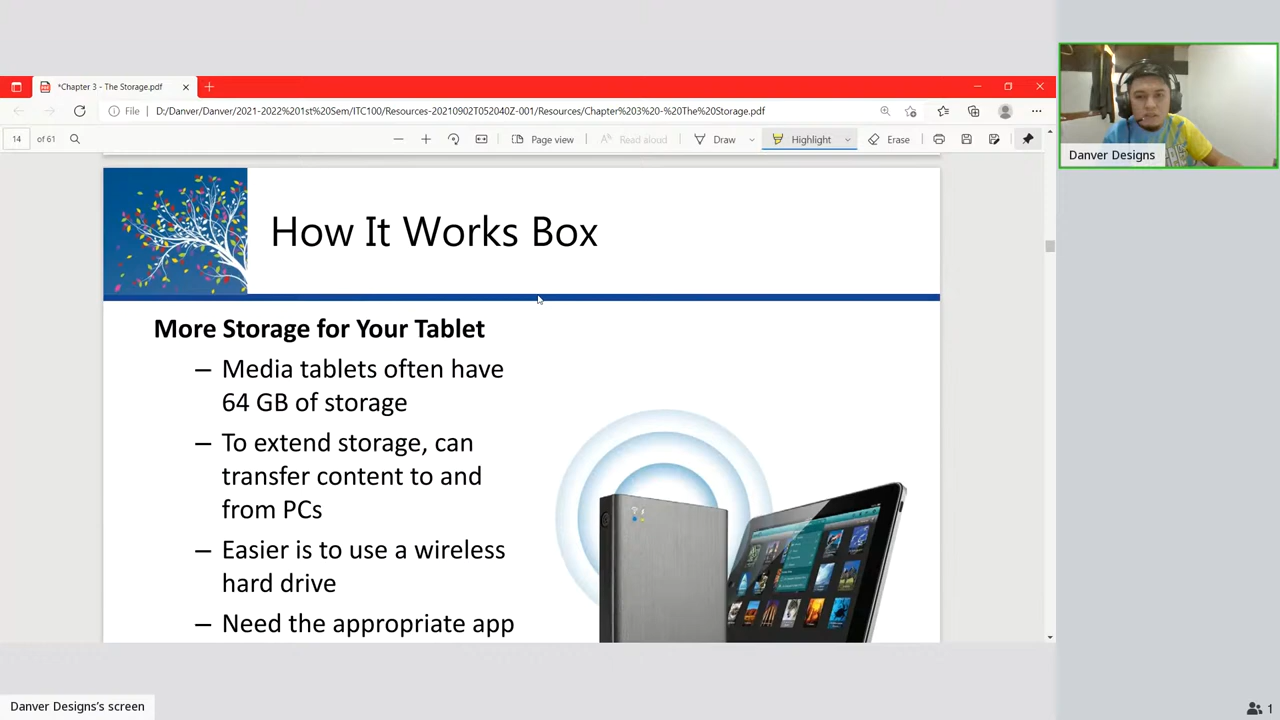 *Chapter 3 - The Storage.pdf
File
D:/Danver/Danver/2021-2022%201st%20Sem/ITC100/Resources-20210902T052040Z-001/Resources/Chapter%203%20-%20The%20Storage.pdf
14 of 61
Page view
Read aloud
Draw
Highlight
Erase
Danver Designs
How It Works Box
More Storage for Your Tablet
– Media tablets often have
64 GB of storage
– To extend storage, can
transfer content to and
from PCs
– Easier is to use a wireless
hard drive
– Need the appropriate app
Danver Designs's screen
1